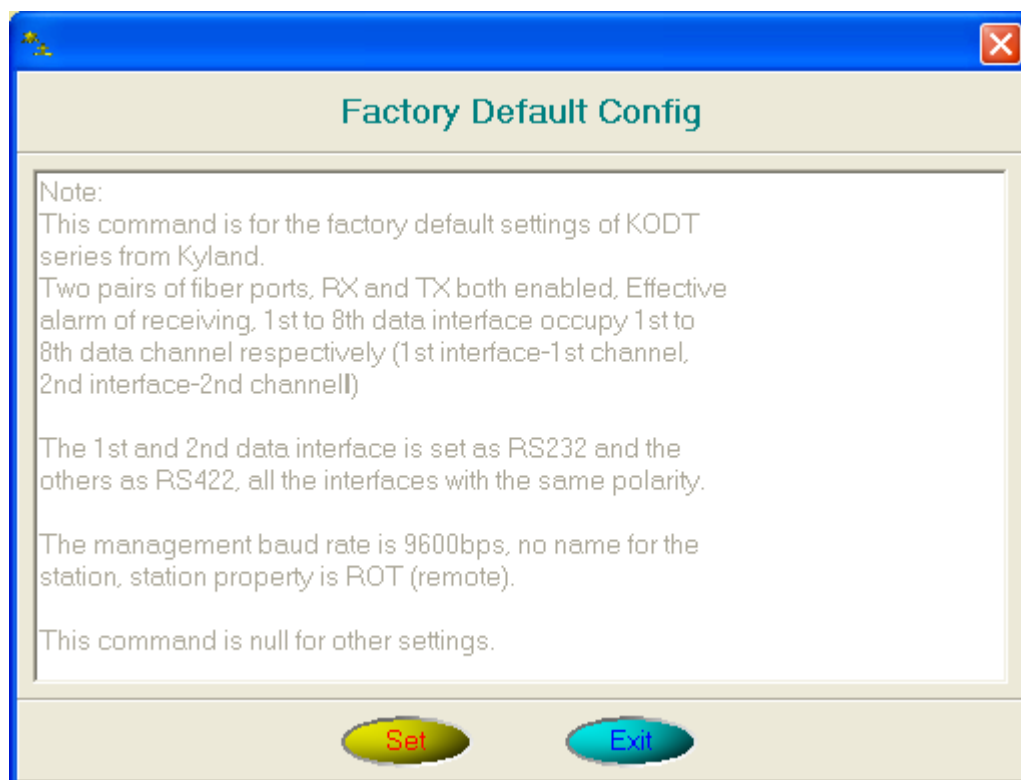 Factory Default Config
Note:
This command is for the factory default settings of KODT
series from Kyland.
Two pairs of fiber ports, RX and TX both enabled, Effective
alarm of receiving, 1st to 8th data interface occupy 1st to
8th data channel respectively (1st interface-1st channel,
2nd interface-2nd channell)
The 1st and 2nd data interface is set as RS232 and the
others as RS422, all the interfaces with the same polarity.
The management baud rate is 9600bps, no name for the
station, station property is ROT (remote).
This command is null for other settings.
Set
Exit